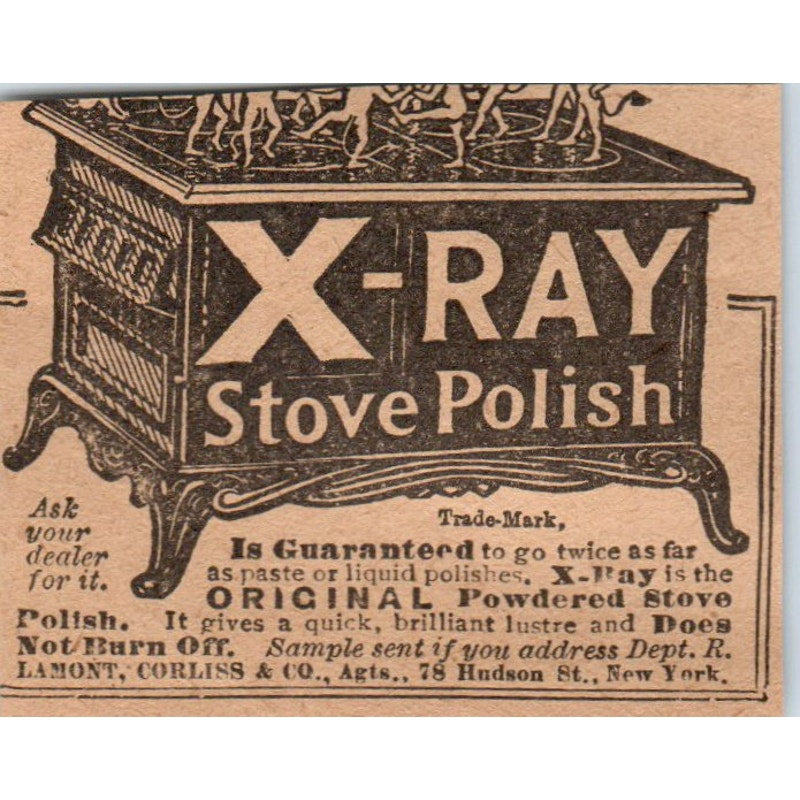 X-RAY
Stove Polish
Ask
your
dealer
for it.
Trade-Mark,
Is Guaranteed to go twice as far
as paste or liquid polishes. X-Ray is the
ORIGINAL Powdered Stove
Polish. It gives a quick, brilliant lustre and Does
Not Burn Off. Sample sent if you address Dept. R.
LAMONT, CORLISS & CO., Agts., 78 Hudson St., New York.